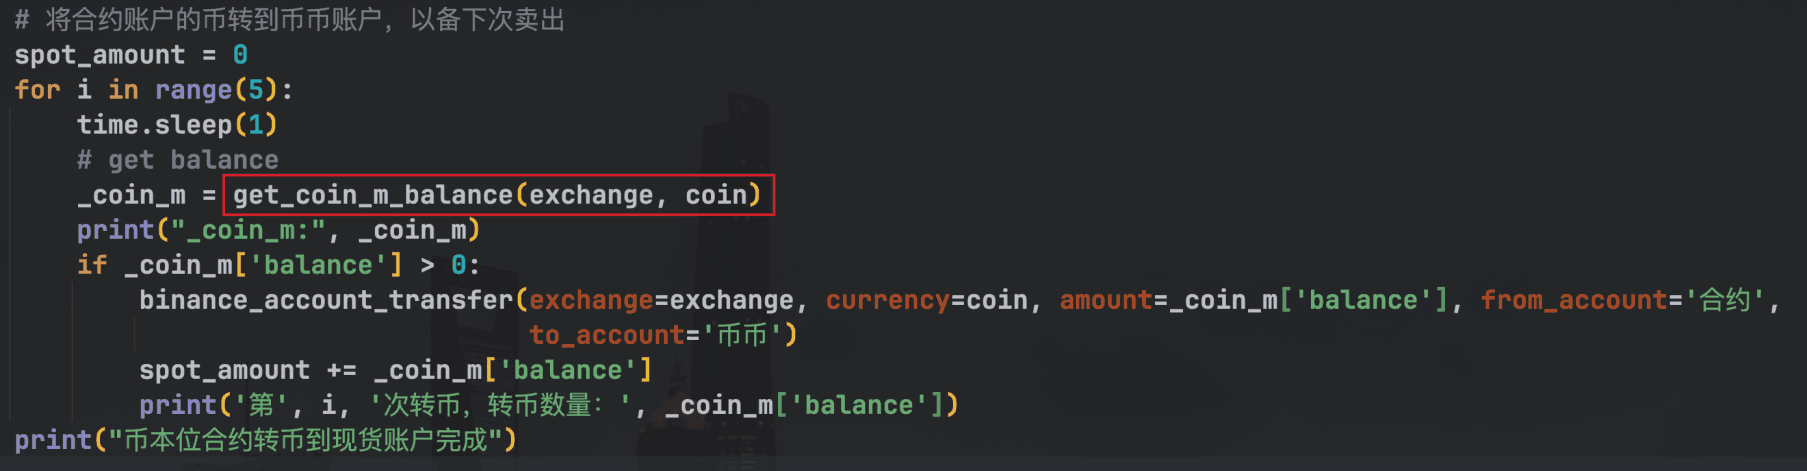 # 将合约账户的币转到币币账户，以备下次卖出
spot_amount = 0
for i in range(5):
    time.sleep(1)
    # get balance
    _coin_m = get_coin_m_balance(exchange, coin)
    print("_coin_m:", _coin_m)
    if _coin_m['balance'] > 0:
        binance_account_transfer(exchange=exchange, currency=coin, amount=_coin_m['balance'], from_account='合约',
                                 to_account='币币')
        spot_amount += _coin_m['balance']
        print('第', i, '次转币，转币数量：', _coin_m['balance'])
print("币本位合约转币到现货账户完成")